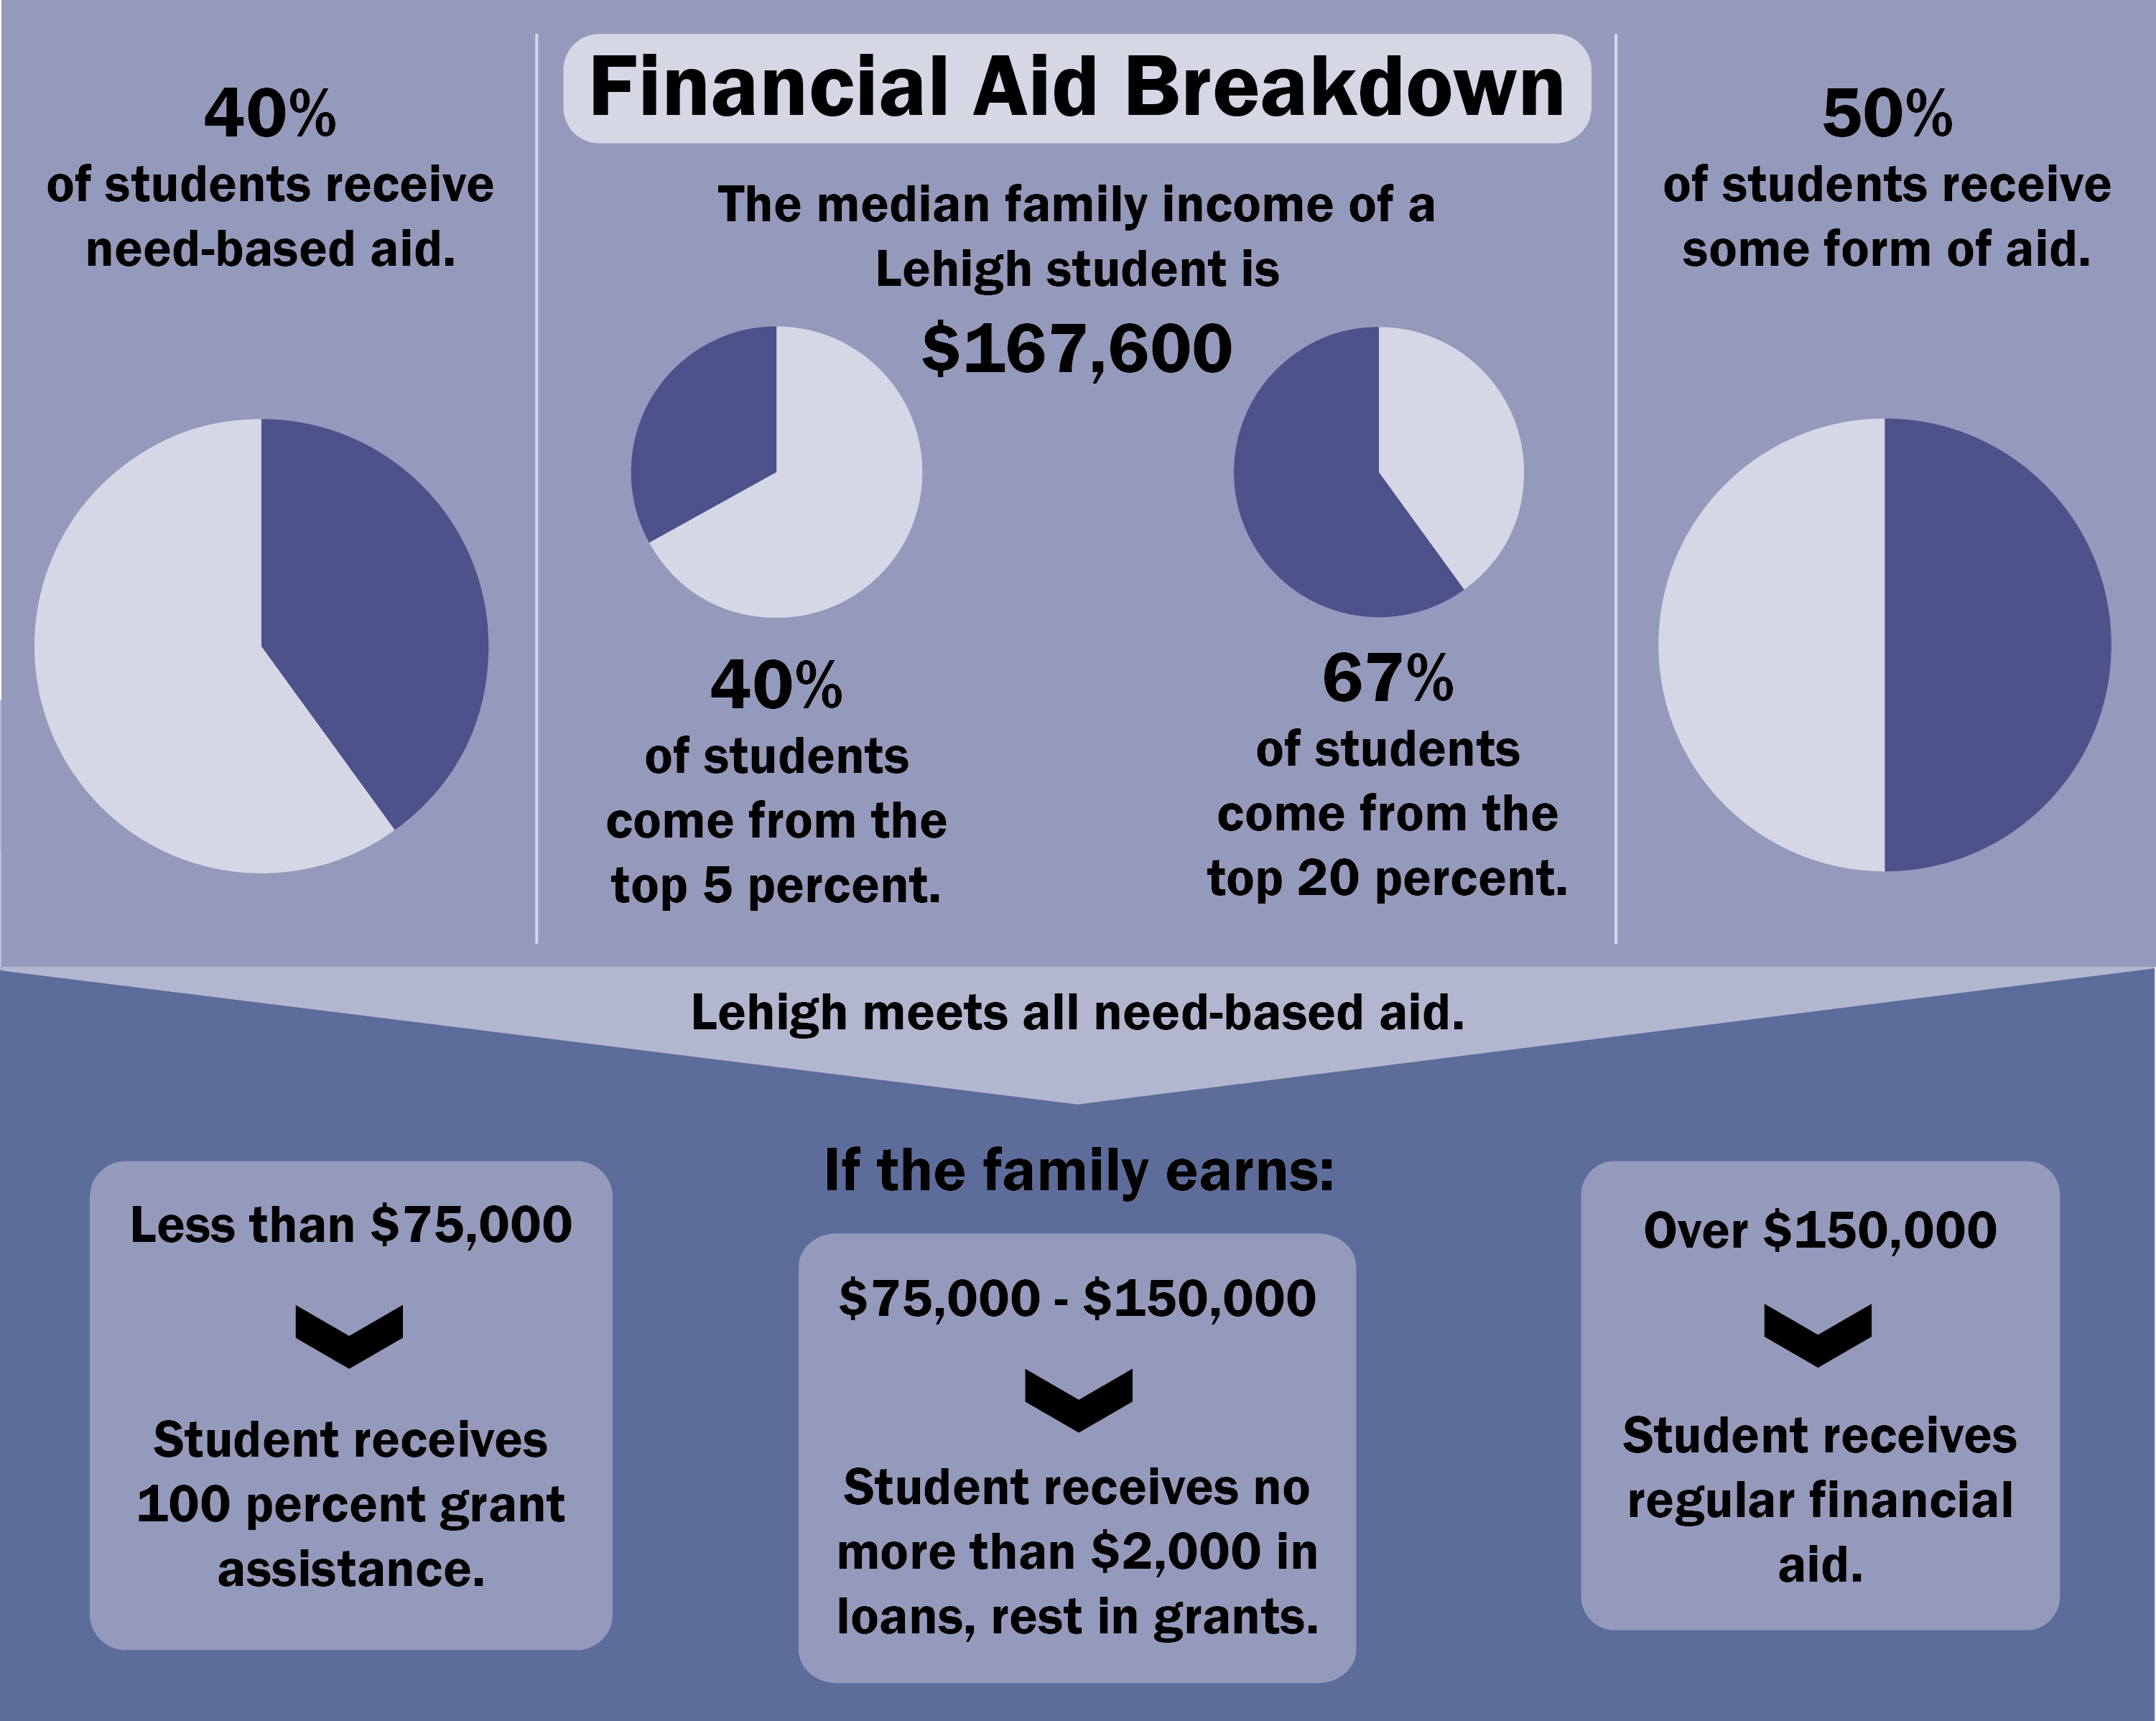 Financial Aid Breakdown
40%
of students receive
need-based aid.
The median family income of a
Lehigh student is
$167,600
40%
of students
come from the
top 5 percent.
67%
of students
come from the
top 20 percent.
50%
of students receive
some form of aid.
Lehigh meets all need-based aid.
If the family earns:
Less than $75,000
Student receives
100 percent grant
assistance.
$75,000 - $150,000
Student receives no
more than $2,000 in
loans, rest in grants.
Over $150,000
Student receives
regular financial
aid.